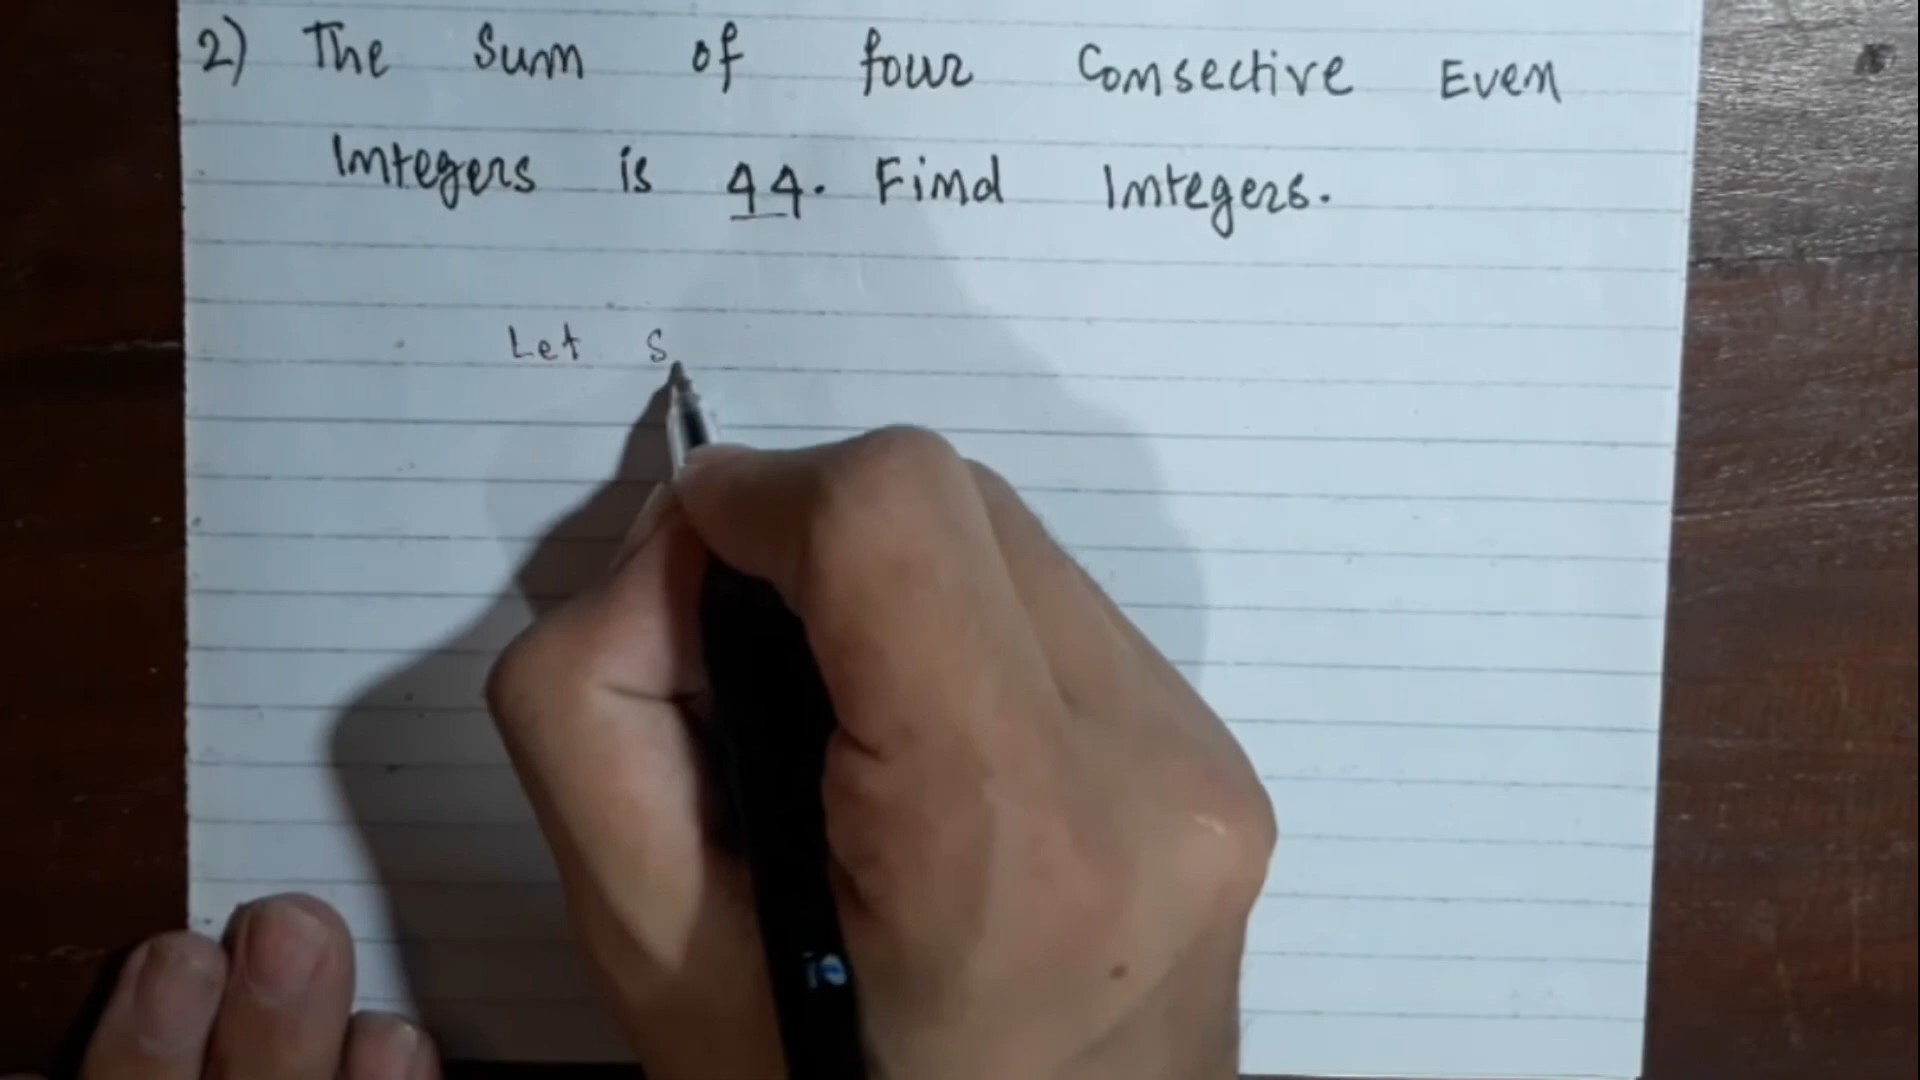 2) The Sum of four Consective Even
Integers is 44. Find Integers.
Let S